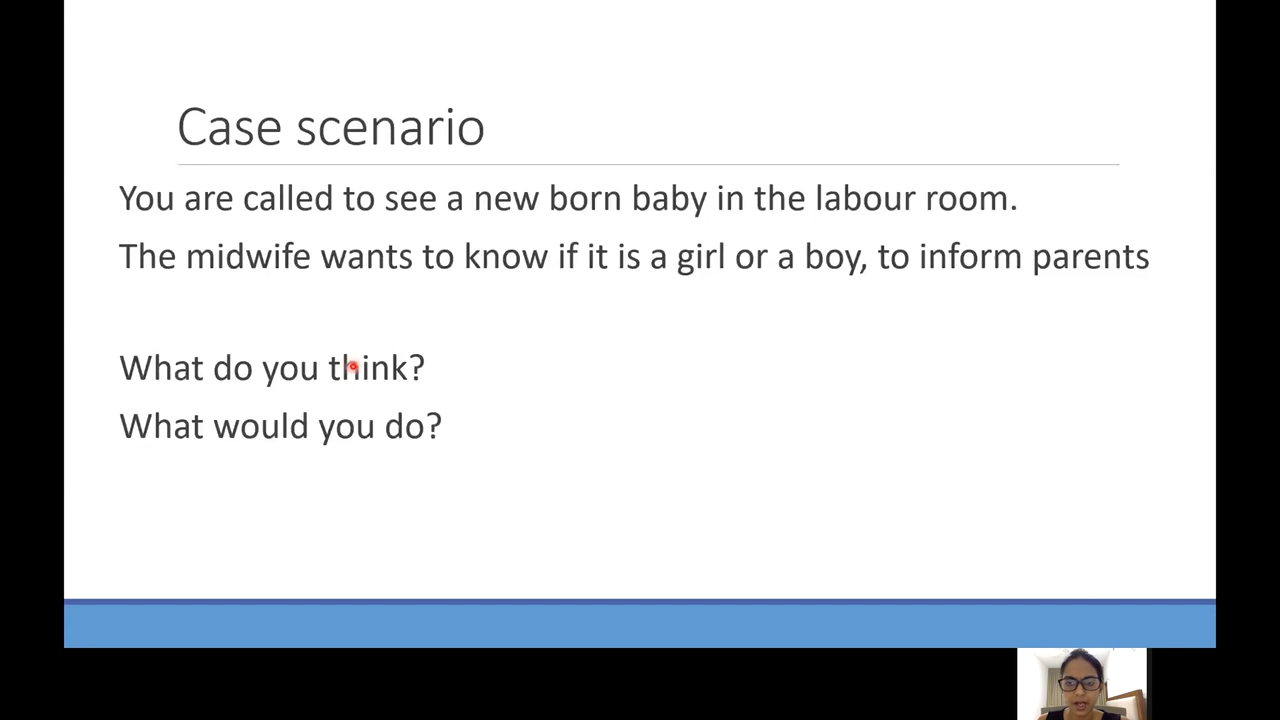 Case scenario
You are called to see a new born baby in the labour room.
The midwife wants to know if it is a girl or a boy, to inform parents
What do you think?
What would you do?